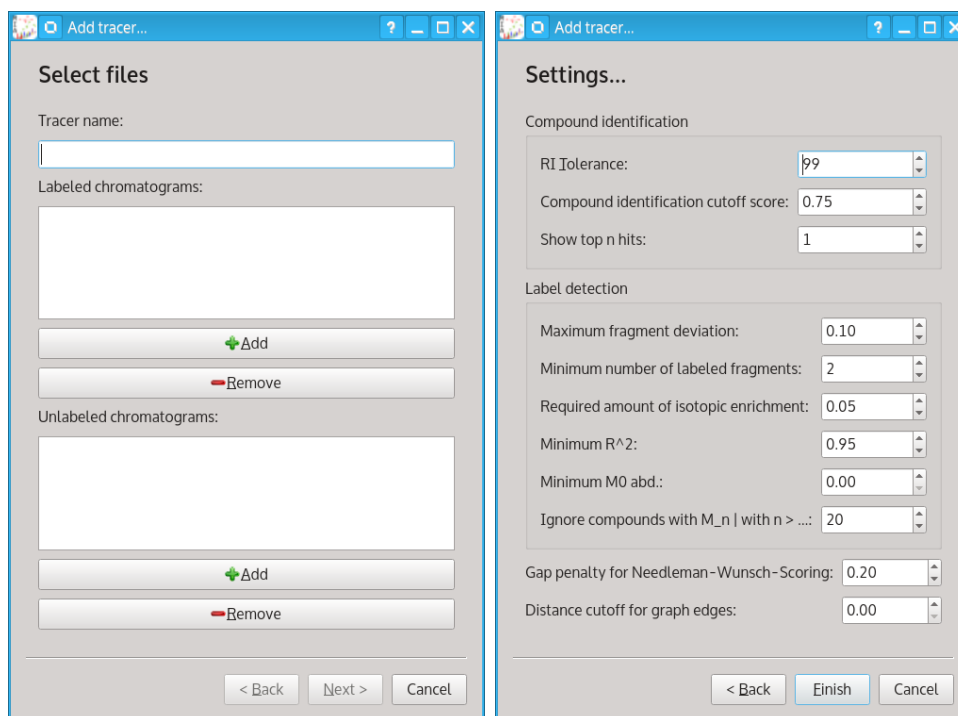 Add tracer...
Select files
Tracer name:
Labeled chromatograms:
Add
Remove
Unlabeled chromatograms:
Add
Remove
< Back
Next >
Cancel
Add tracer...
Settings...
Compound identification
RI Tolerance: 99
Compound identification cutoff score: 0.75
Show top n hits: 1
Label detection
Maximum fragment deviation: 0.10
Minimum number of labeled fragments: 2
Required amount of isotopic enrichment: 0.05
Minimum R^2: 0.95
Minimum M0 abd.: 0.00
Ignore compounds with M_n | with n > ...: 20
Gap penalty for Needleman-Wunsch-Scoring: 0.20
Distance cutoff for graph edges: 0.00
< Back
Finish
Cancel